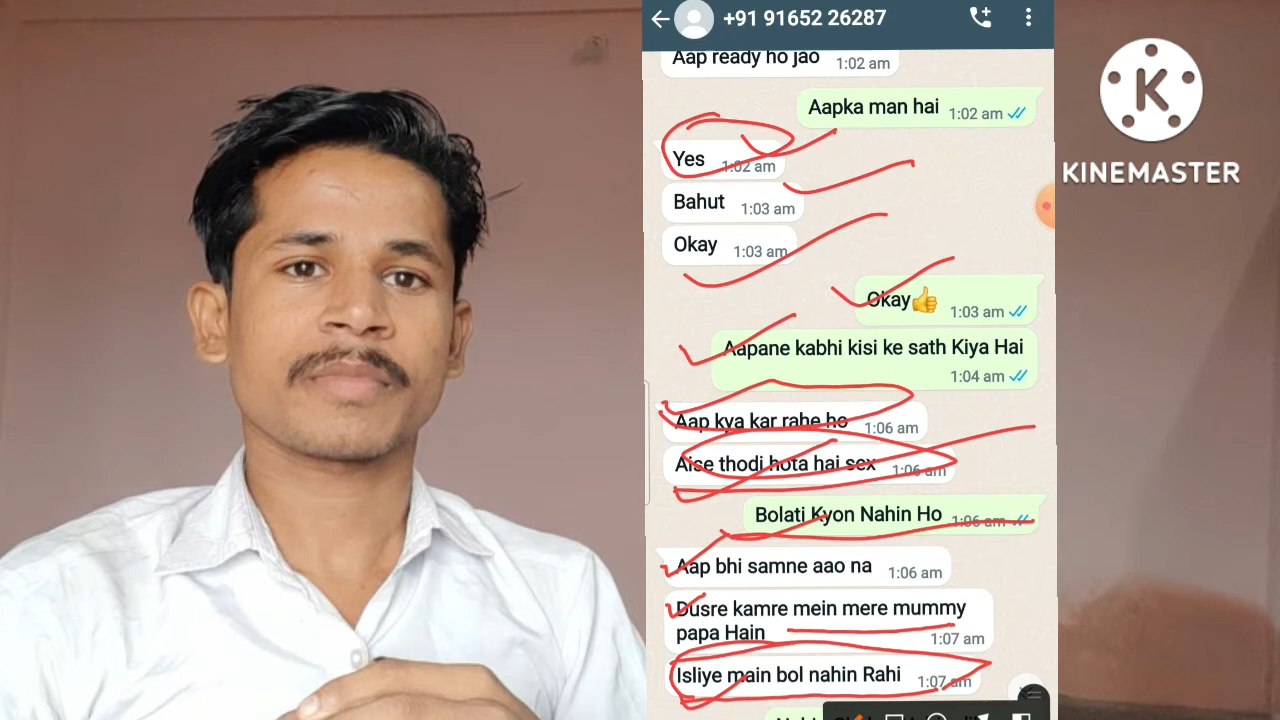 +91 91652 26287
Aap ready ho jao 1:02 am
Aapka man hai 1:02 am
Yes 1:02 am
Bahut 1:03 am
Okay 1:03 am
Okay👍 1:03 am
Aapane kabhi kisi ke sath Kiya Hai
1:04 am
Aap kya kar rahe ho 1:06 am
Aise thodi hota hai sex 1:06 am
Bolati Kyon Nahin Ho 1:06 am
Aap bhi samne aao na 1:06 am
Dusre kamre mein mere mummy
papa Hain 1:07 am
Isliye main bol nahin Rahi 1:07 am
K
KINEMASTER